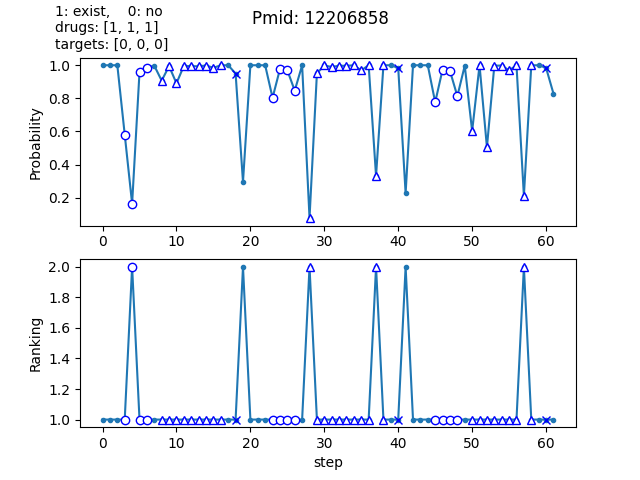 1: exist,    0: no
drugs: [1, 1, 1]
targets: [0, 0, 0]
Pmid: 12206858
Probability
1.0
0.8
0.6
0.4
0.2
0 10 20 30 40 50 60
Ranking
2.0
1.8
1.6
1.4
1.2
1.0
0 10 20 30 40 50 60
step